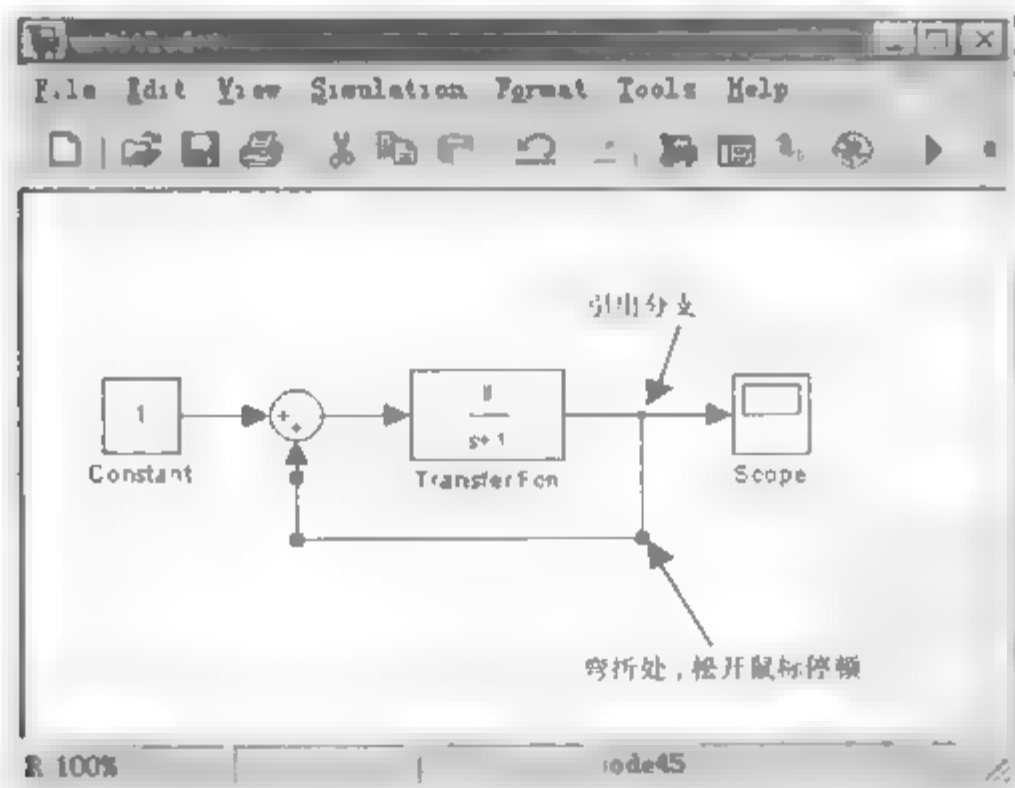 File Edit View Simulation Format Tools Help
引出分支
1
+
+
s+1
Constant
Transfer Fcn
Scope
弯折处,松开鼠标停顿
100%
ode45